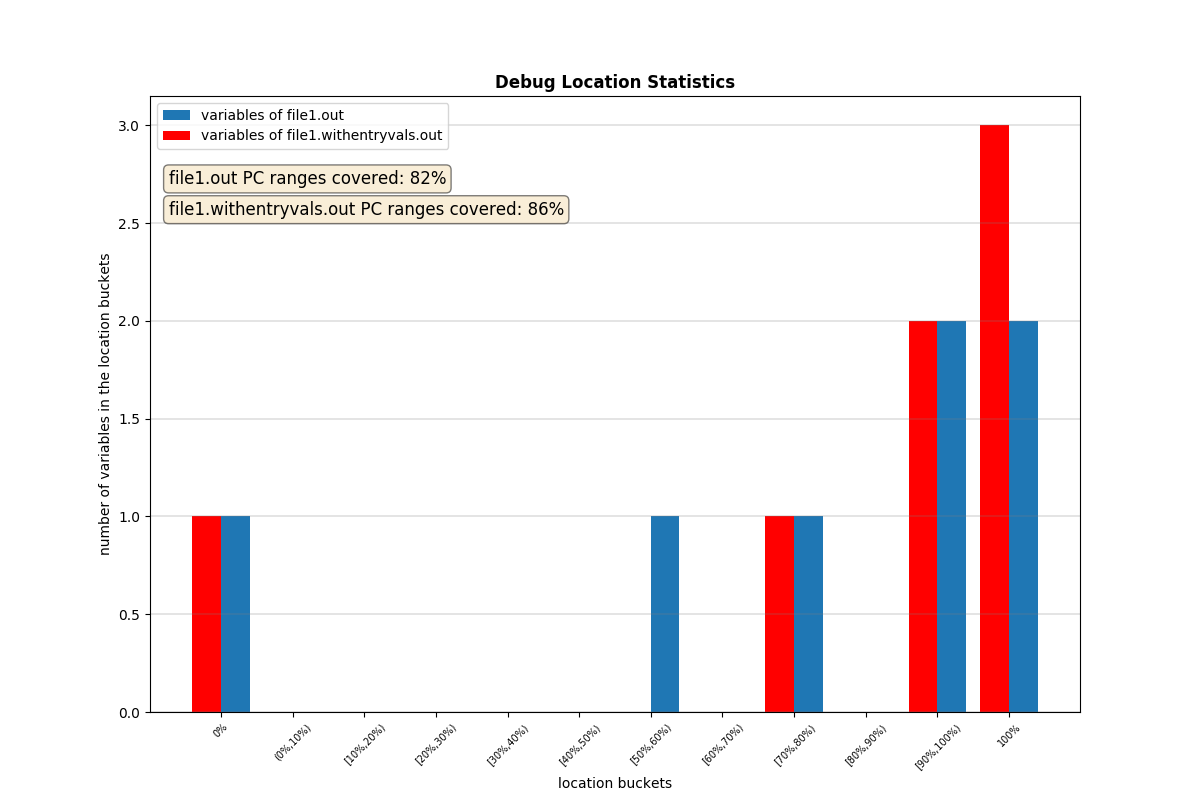 Debug Location Statistics
variables of file1.out
variables of file1.withentryvals.out
file1.out PC ranges covered: 82%
file1.withentryvals.out PC ranges covered: 86%
number of variables in the location buckets
3.0
2.5
2.0
1.5
1.0
0.5
0.0
0%
(0%,10%)
[10%,20%)
[20%,30%)
[30%,40%)
[40%,50%)
[50%,60%)
[60%,70%)
[70%,80%)
[80%,90%)
[90%,100%)
100%
location buckets